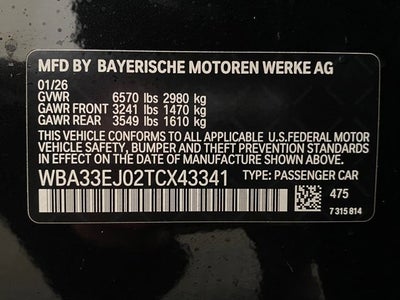 MFD BY BAYERISCHE MOTOREN WERKE AG
01/26
GVWR 6570 lbs 2980 kg
GAWR FRONT 3241 lbs 1470 kg
GAWR REAR 3549 lbs 1610 kg
THIS VEHICLE CONFORMS TO ALL APPLICABLE U.S.FEDERAL MOTOR
VEHICLE SAFETY, BUMPER AND THEFT PREVENTION STANDARDS IN
EFFECT ON THE DATE OF MANUFACTURE SHOWN ABOVE.
WBA33EJ02TCX43341 TYPE: PASSENGER CAR
475
7 315 814